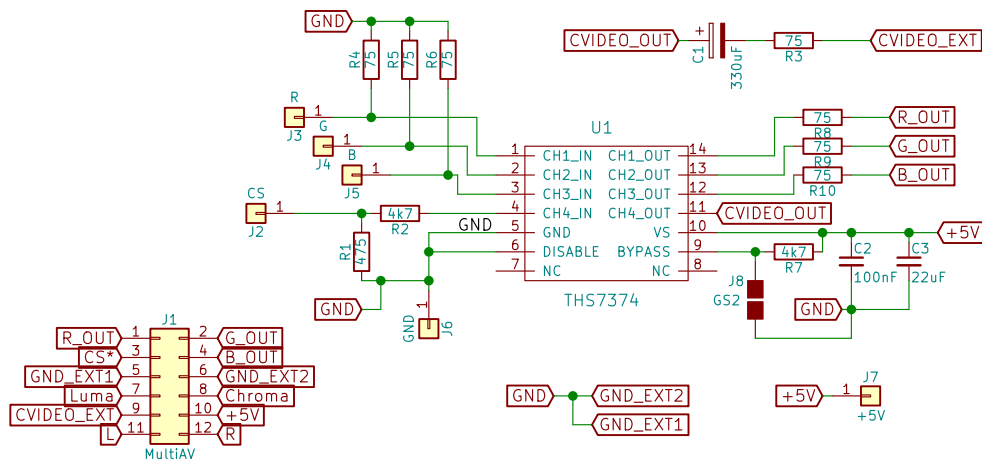 GND
R4
75
R5
75
R6
75
R
1
J3
G
1
J4
B
1
J5
CS
1
J2
4k7
R2
R1
475
GND
GND
1
GND
J6
U1
1 CH1_IN CH1_OUT 14
2 CH2_IN CH2_OUT 13
3 CH3_IN CH3_OUT 12
4 CH4_IN CH4_OUT 11
5 GND VS 10
6 DISABLE BYPASS 9
7 NC NC 8
THS7374
CVIDEO_OUT
+
C1
330uF
75
R3
CVIDEO_EXT
75
R8
R_OUT
75
R9
G_OUT
75
R10
B_OUT
CVIDEO_OUT
+5V
4k7
R7
C2
100nF
C3
22uF
J8
GS2
GND
J1
R_OUT 1 2 G_OUT
CS* 3 4 B_OUT
GND_EXT1 5 6 GND_EXT2
Luma 7 8 Chroma
CVIDEO_EXT 9 10 +5V
L 11 12 R
MultiAV
GND
GND_EXT2
GND_EXT1
+5V
1
J7
+5V